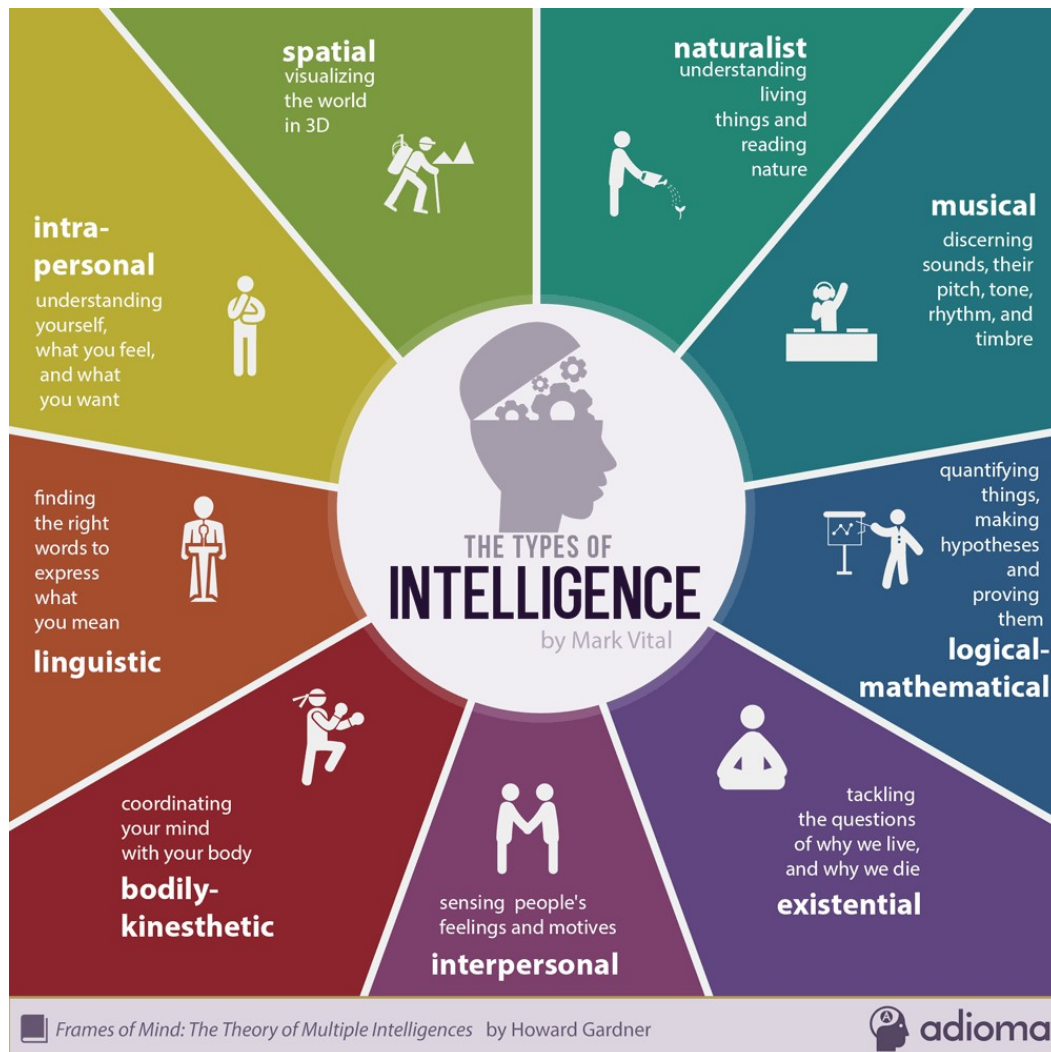 spatial
visualizing
the world
in 3D
naturalist
understanding
living
things and
reading
nature
musical
discerning
sounds, their
pitch, tone,
rhythm, and
timbre
quantifying
things,
making
hypotheses
and
proving
them
logical-
mathematical
tackling
the questions
of why we live,
and why we die
existential
sensing people's
feelings and motives
interpersonal
coordinating
your mind
with your body
bodily-
kinesthetic
finding
the right
words to
express
what
you mean
linguistic
intra-
personal
understanding
yourself,
what you feel,
and what
you want
THE TYPES OF
INTELLIGENCE
by Mark Vital
Frames of Mind: The Theory of Multiple Intelligences by Howard Gardner
A
adioma